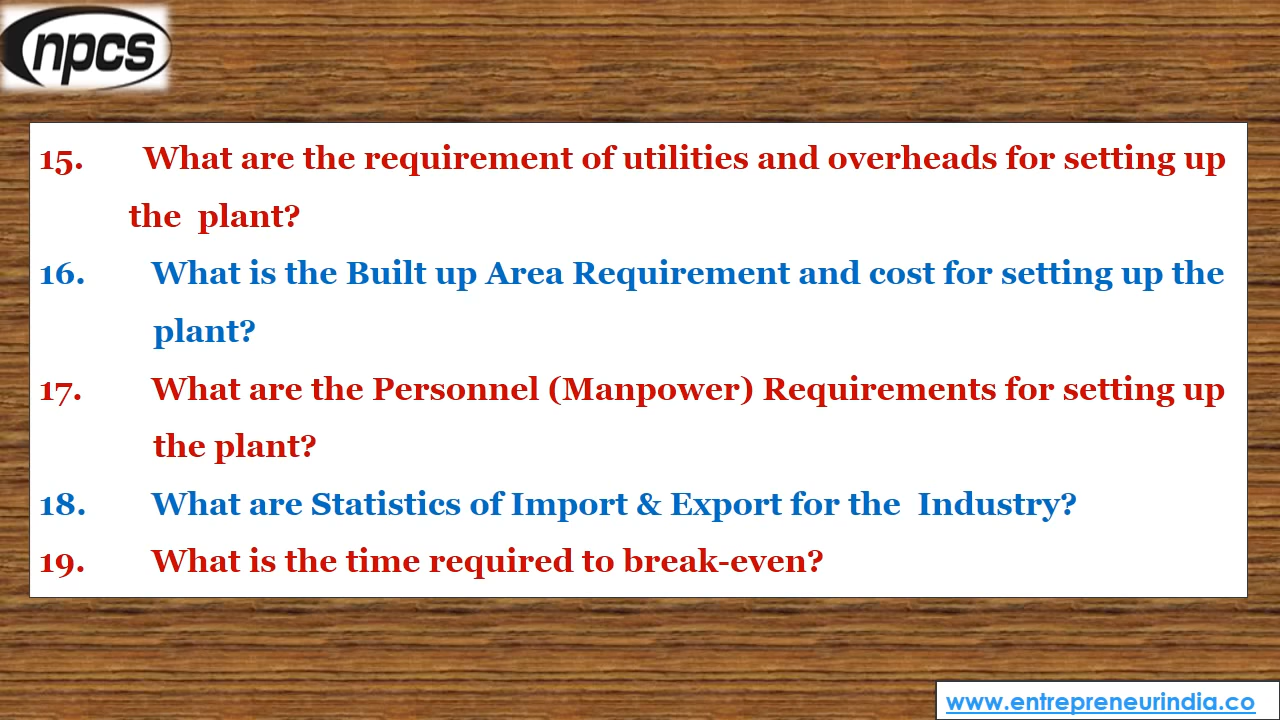 npcs
15. What are the requirement of utilities and overheads for setting up
the plant?
16. What is the Built up Area Requirement and cost for setting up the
plant?
17. What are the Personnel (Manpower) Requirements for setting up
the plant?
18. What are Statistics of Import & Export for the Industry?
19. What is the time required to break-even?
www.entrepreneurindia.co